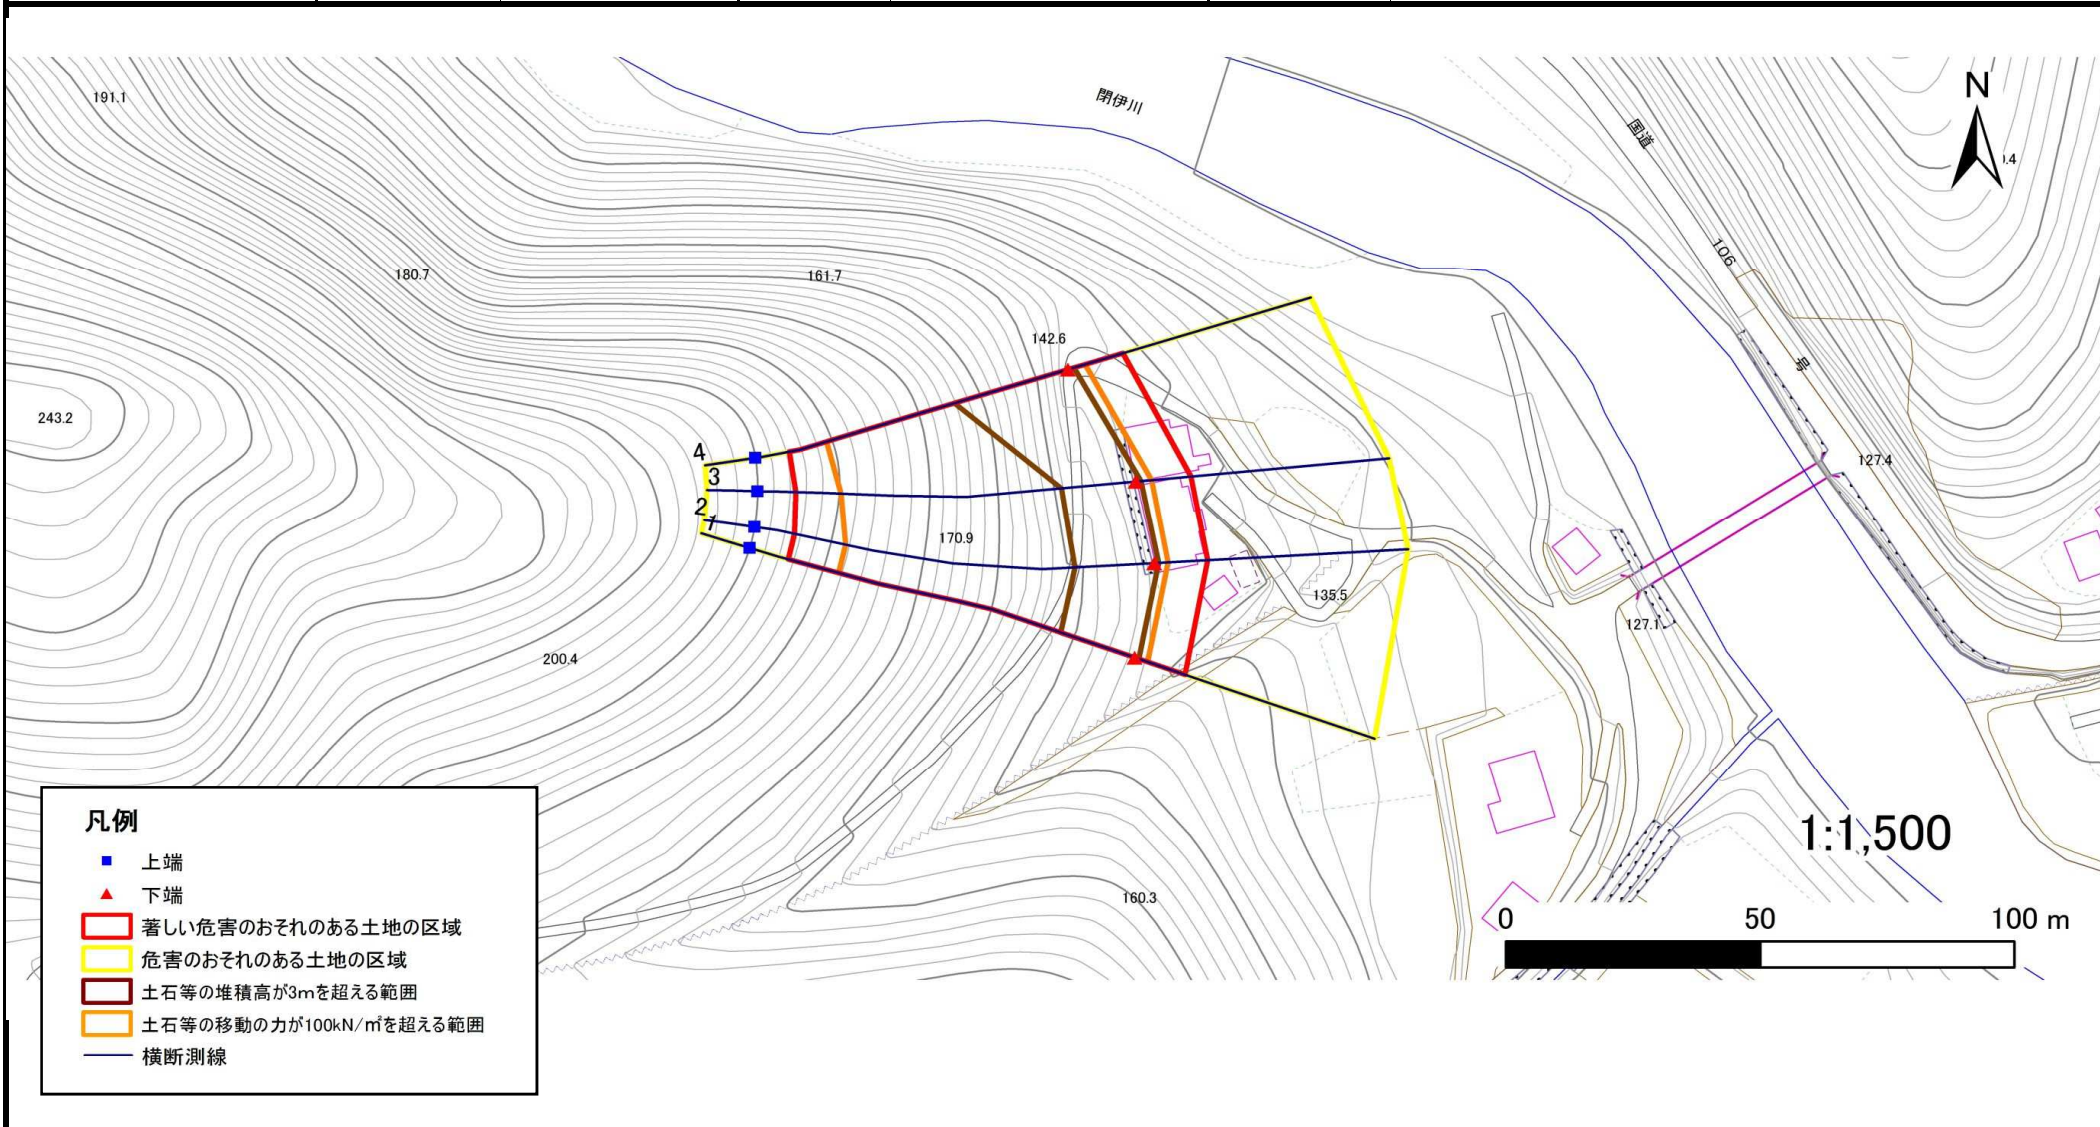 191.1
閉伊川
N
国道
106
号
180.7
161.7
142.6
243.2
4
3
2
1
170.9
127.4
135.5
127.1
200.4
160.3
1:1,500
0 50 100 m
凡例
上端
下端
著しい危害のおそれのある土地の区域
危害のおそれのある土地の区域
土石等の堆積高が3mを超える範囲
土石等の移動の力が100kN/㎡を超える範囲
横断測線